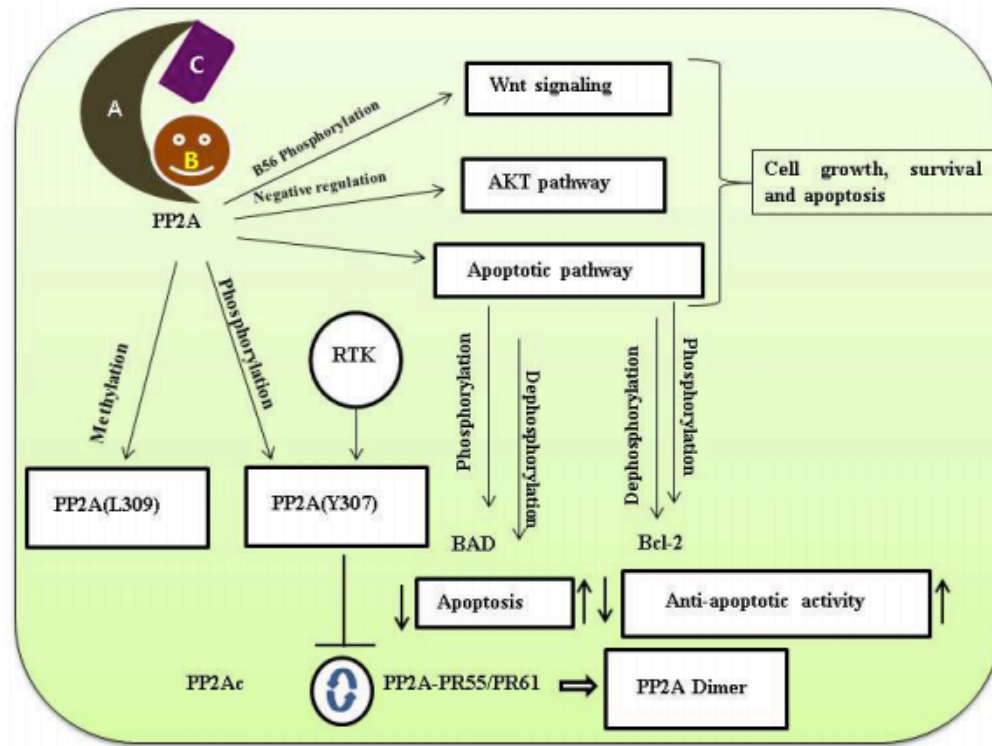 C
A
B
PP2A
B56 Phosphorylation
Negative regulation
Wnt signaling
AKT pathway
Apoptotic pathway
Cell growth, survival
and apoptosis
Methylation
Phosphorylation
RTK
Phosphorylation
Dephosphorylation
Dephosphorylation
Phosphorylation
PP2A(L309)
PP2A(Y307)
BAD
Bcl-2
Apoptosis
Anti-apoptotic activity
PP2Ac
PP2A-PR55/PR61
PP2A Dimer